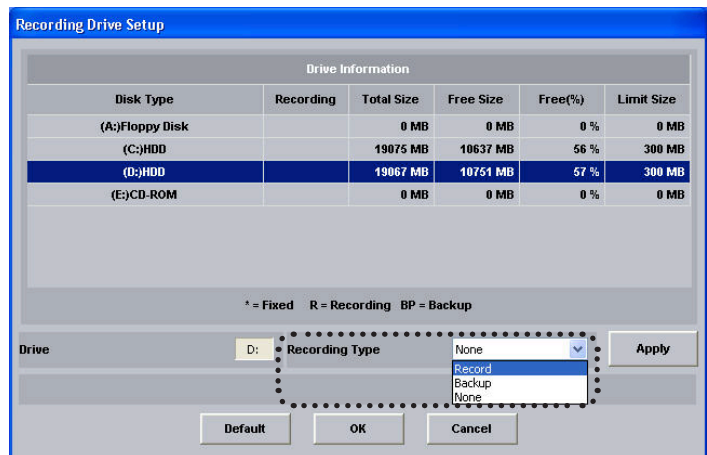 Recording Drive Setup
Drive Information
Disk Type Recording Total Size Free Size Free(%) Limit Size
(A:)Floppy Disk 0 MB 0 MB 0 % 0 MB
(C:)HDD 19075 MB 10637 MB 56 % 300 MB
(D:)HDD 19067 MB 10751 MB 57 % 300 MB
(E:)CD-ROM 0 MB 0 MB 0 % 0 MB
* = Fixed R = Recording BP = Backup
Drive D: Recording Type None Apply
Record
Backup
None
Default OK Cancel